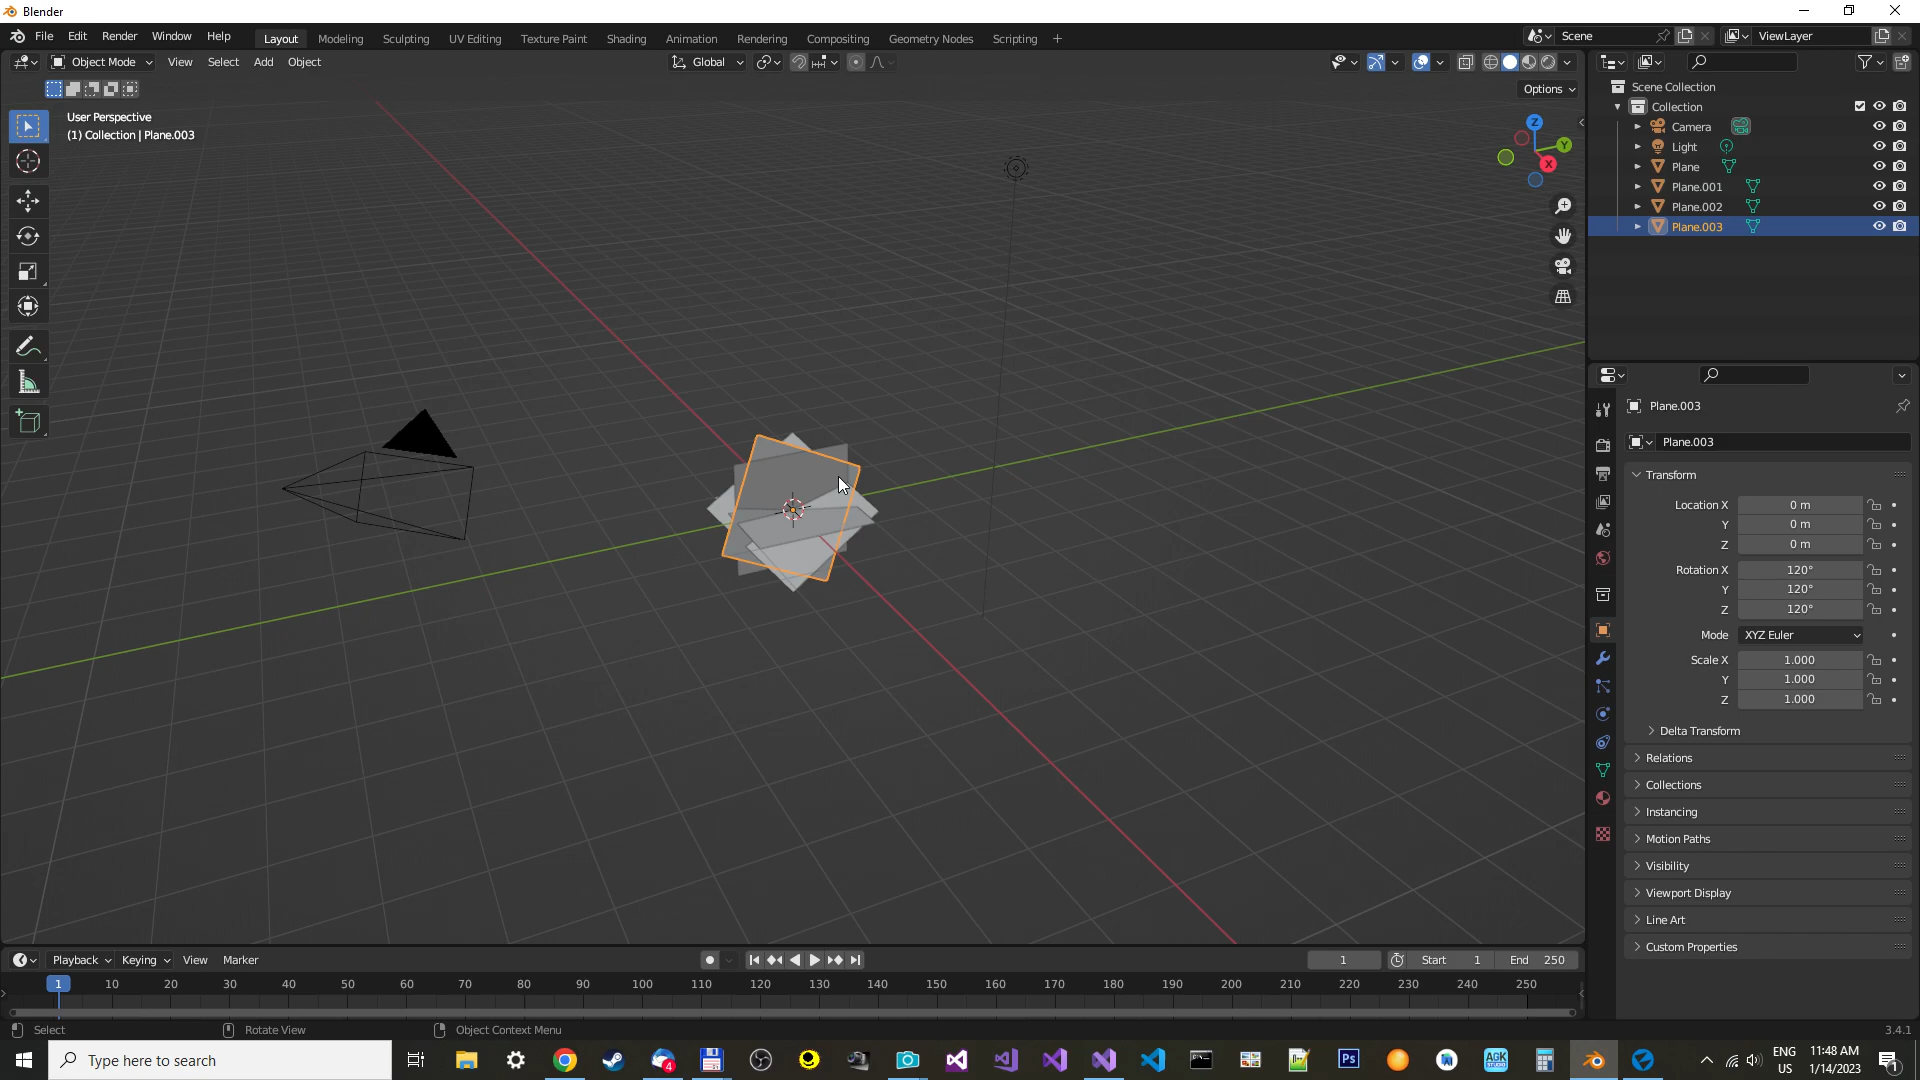 Blender
File Edit Render Window Help
Layout Modeling Sculpting UV Editing Texture Paint Shading Animation Rendering Compositing Geometry Nodes Scripting +
Scene
ViewLayer
Object Mode View Select Add Object
Global
Options
User Perspective
(1) Collection | Plane.003
Z
Y
X
Scene Collection
Collection
Camera
Light
Plane
Plane.001
Plane.002
Plane.003
Plane.003
Plane.003
Transform
Location X 0 m
Y 0 m
Z 0 m
Rotation X 120°
Y 120°
Z 120°
Mode XYZ Euler
Scale X 1.000
Y 1.000
Z 1.000
Delta Transform
Relations
Collections
Instancing
Motion Paths
Visibility
Viewport Display
Line Art
Custom Properties
Playback Keying View Marker
1
Start 1 End 250
1 10 20 30 40 50 60 70 80 90 100 110 120 130 140 150 160 170 180 190 200 210 220 230 240 250
Select
Rotate View
Object Context Menu
3.4.1
Type here to search
4
Ps
AGK
STUDIO
ENG
US
11:48 AM
1/14/2023
1